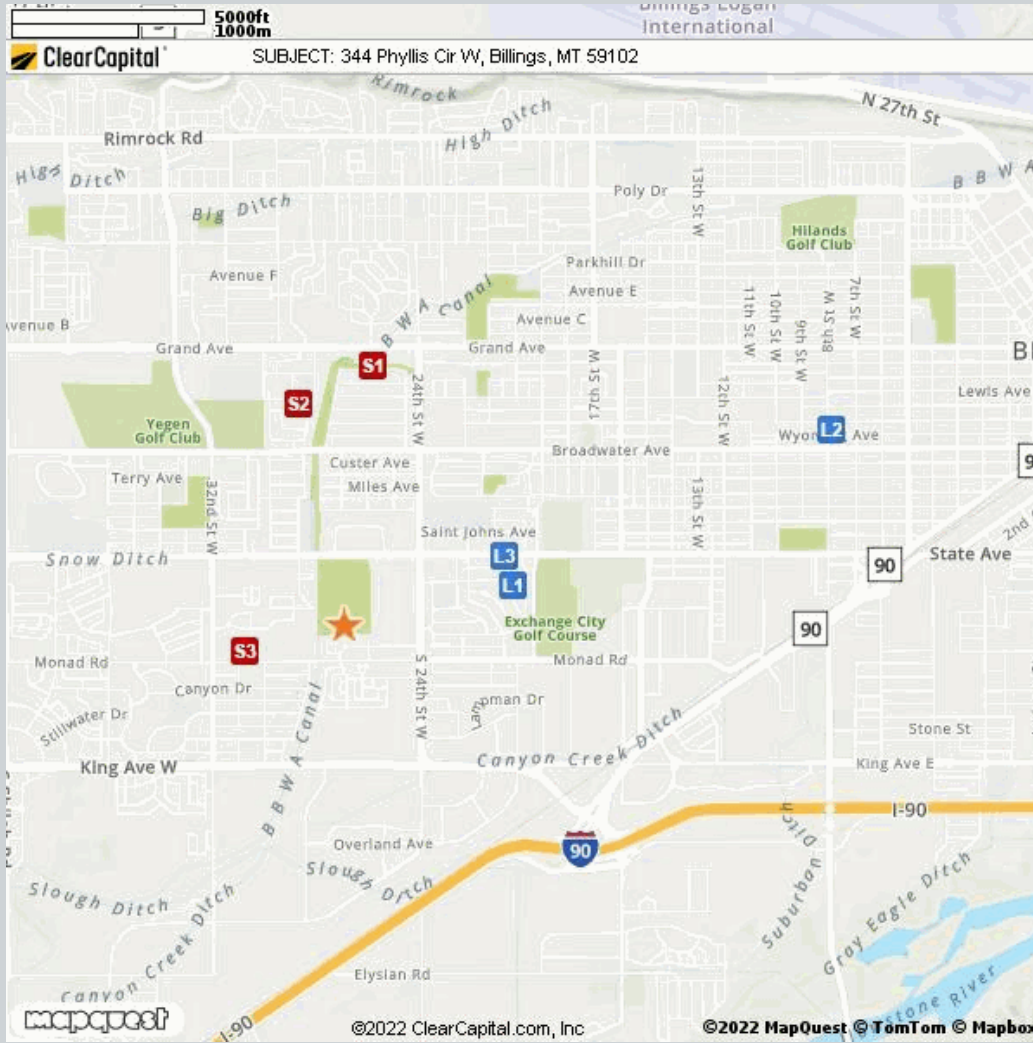 5000ft
1000m
Billings Logan
International
ClearCapital
SUBJECT: 344 Phyllis Cir W, Billings, MT 59102
Rimrock
N 27th St
High Ditch
Rimrock Rd
Ditch
B B W A
Poly Dr
13th St W
Big Ditch
Hilands
Golf Club
Parkhill Dr
Avenue F
Avenue E
7th St W
11th St W
10th St W
8th St W
9th St W
B W A Canal
Avenue C
Avenue B
Grand Ave
Grand Ave
S1
17th St W
24th St W
12th St W
Lewis Ave
S2
Yegen
Golf Club
L2
Ave
Broadwater Ave
Custer Ave
Terry Ave
Miles Ave
32nd St W
13th St W
Saint Johns Ave
2nd
Snow Ditch
L3
State Ave
90
L1
Exchange City
Golf Course
90
S3
Monad Rd
Monad Rd
Canyon Dr
S 24th St W
pman Dr
Stillwater Dr
B B W A Canal
Canyon Creek Ditch
Stone St
King Ave W
King Ave E
I-90
90
Overland Ave
Slough Ditch
Slough Ditch
Suburban Ditch
Gray Eagle Ditch
Canyon Creek Ditch
Elysian Rd
River
I-90
mapquest
©2022 ClearCapital.com, Inc
©2022 MapQuest © TomTom © Mapbox